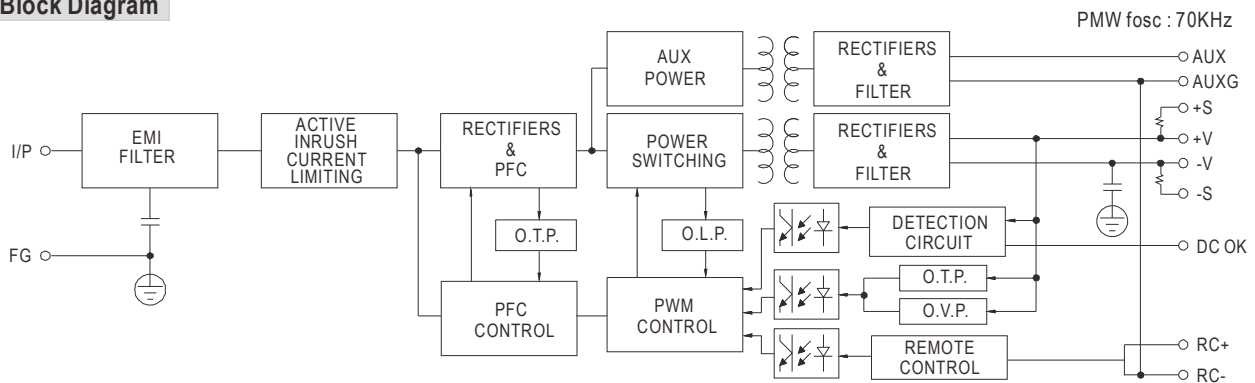 Block Diagram
PMW fosc : 70KHz
I/P
EMI
FILTER
ACTIVE
INRUSH
CURRENT
LIMITING
RECTIFIERS
&
PFC
AUX
POWER
POWER
SWITCHING
RECTIFIERS
&
FILTER
RECTIFIERS
&
FILTER
AUX
AUXG
+S
+V
-V
-S
FG
O.T.P.
O.L.P.
DETECTION
CIRCUIT
DC OK
PFC
CONTROL
PWM
CONTROL
O.T.P.
O.V.P.
REMOTE
CONTROL
RC+
RC-